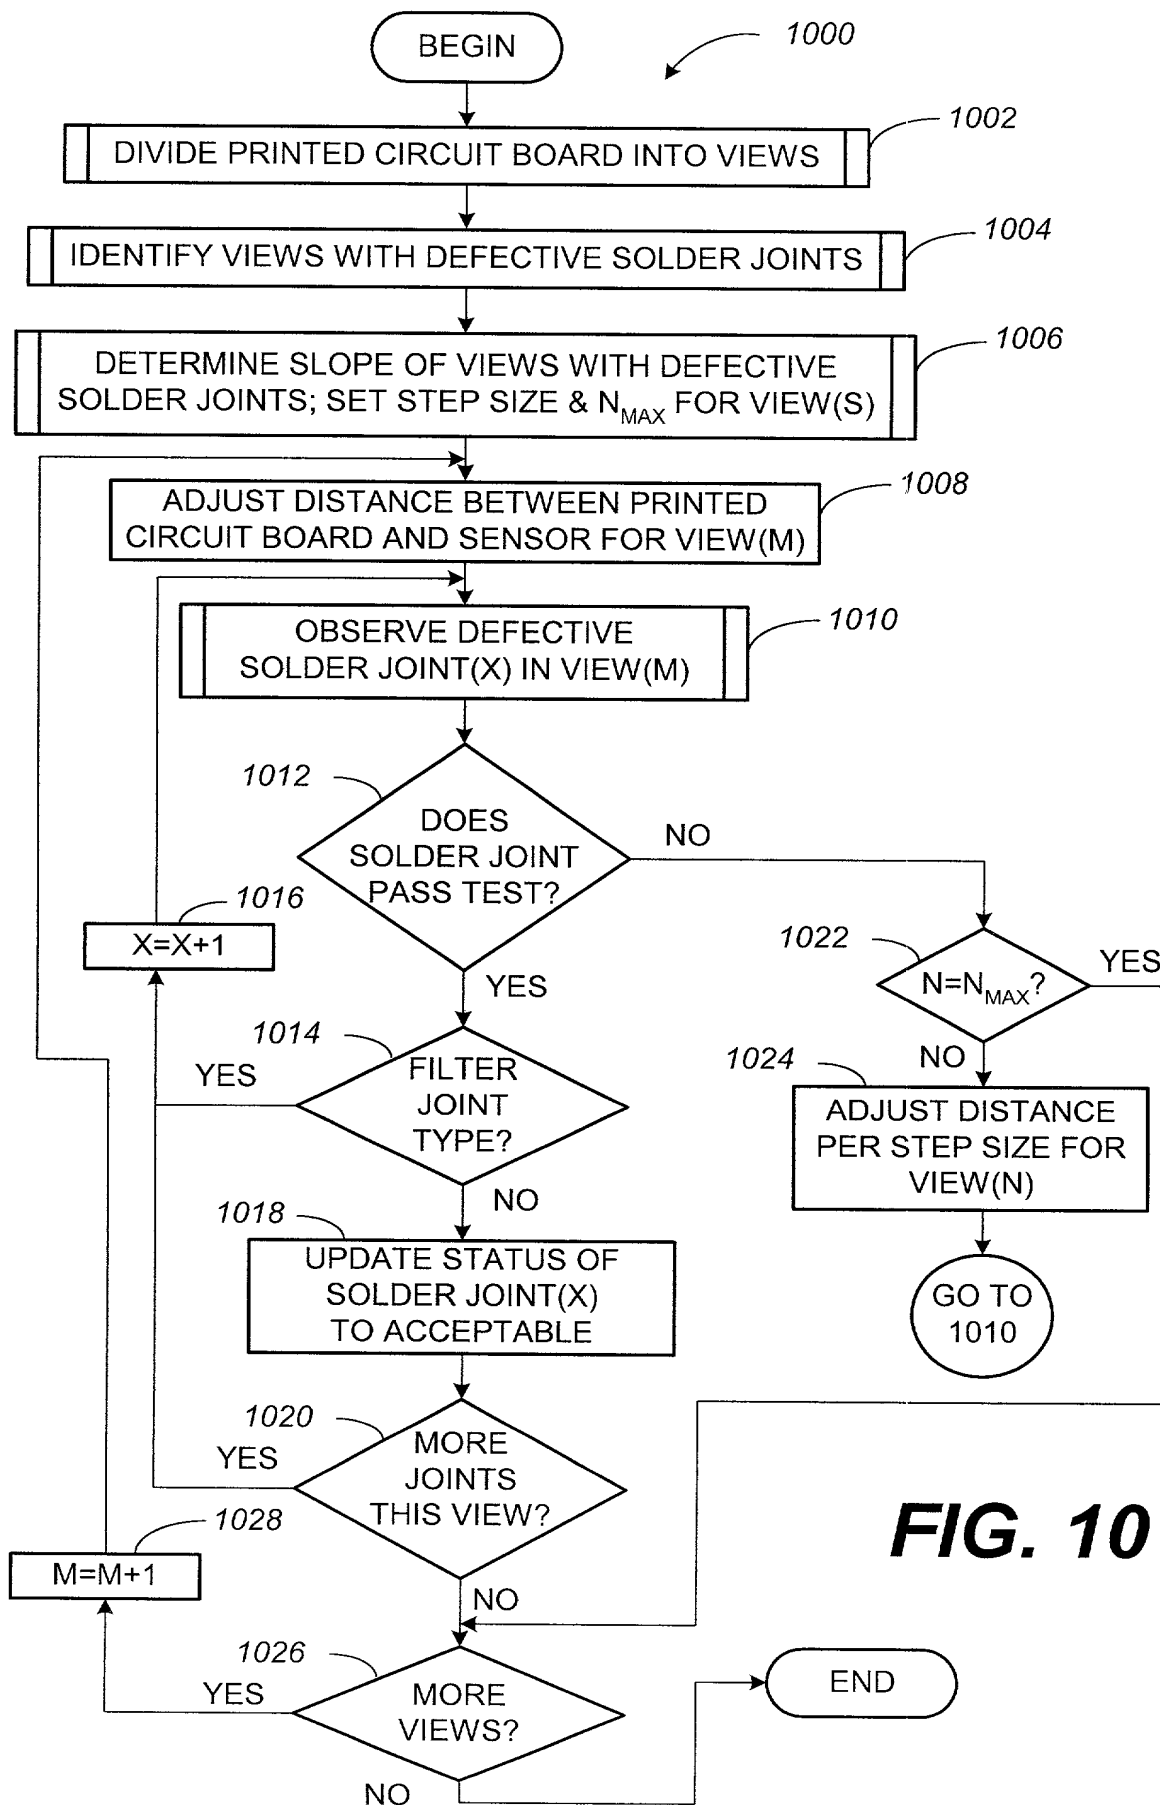 BEGIN
1000
1002
DIVIDE PRINTED CIRCUIT BOARD INTO VIEWS
1004
IDENTIFY VIEWS WITH DEFECTIVE SOLDER JOINTS
1006
DETERMINE SLOPE OF VIEWS WITH DEFECTIVE
SOLDER JOINTS; SET STEP SIZE & NMAX FOR VIEW(S)
1008
ADJUST DISTANCE BETWEEN PRINTED
CIRCUIT BOARD AND SENSOR FOR VIEW(M)
1010
OBSERVE DEFECTIVE
SOLDER JOINT(X) IN VIEW(M)
1012
DOES
SOLDER JOINT
PASS TEST?
NO
1016
X=X+1
YES
1022
N=NMAX?
YES
NO
1014
FILTER
JOINT
TYPE?
YES
NO
1024
ADJUST DISTANCE
PER STEP SIZE FOR
VIEW(N)
1018
UPDATE STATUS OF
SOLDER JOINT(X)
TO ACCEPTABLE
GO TO
1010
1020
MORE
JOINTS
THIS VIEW?
YES
NO
1028
M=M+1
FIG. 10
1026
MORE
VIEWS?
YES
NO
END